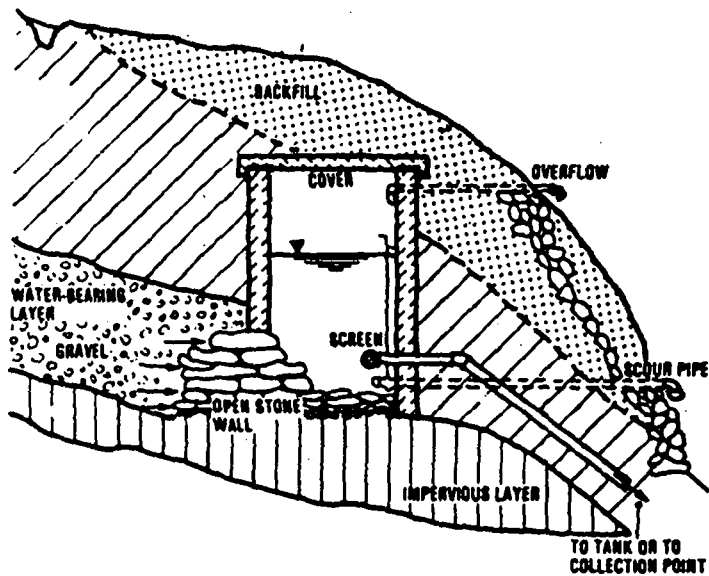 BACKFILL
OVERFLOW
COVER
WATER-BEARING
LAYER
GRAVEL
SCREEN
SCOUR PIPE
OPEN STONE
WALL
IMPERVIOUS LAYER
TO TANK OR TO
COLLECTION POINT